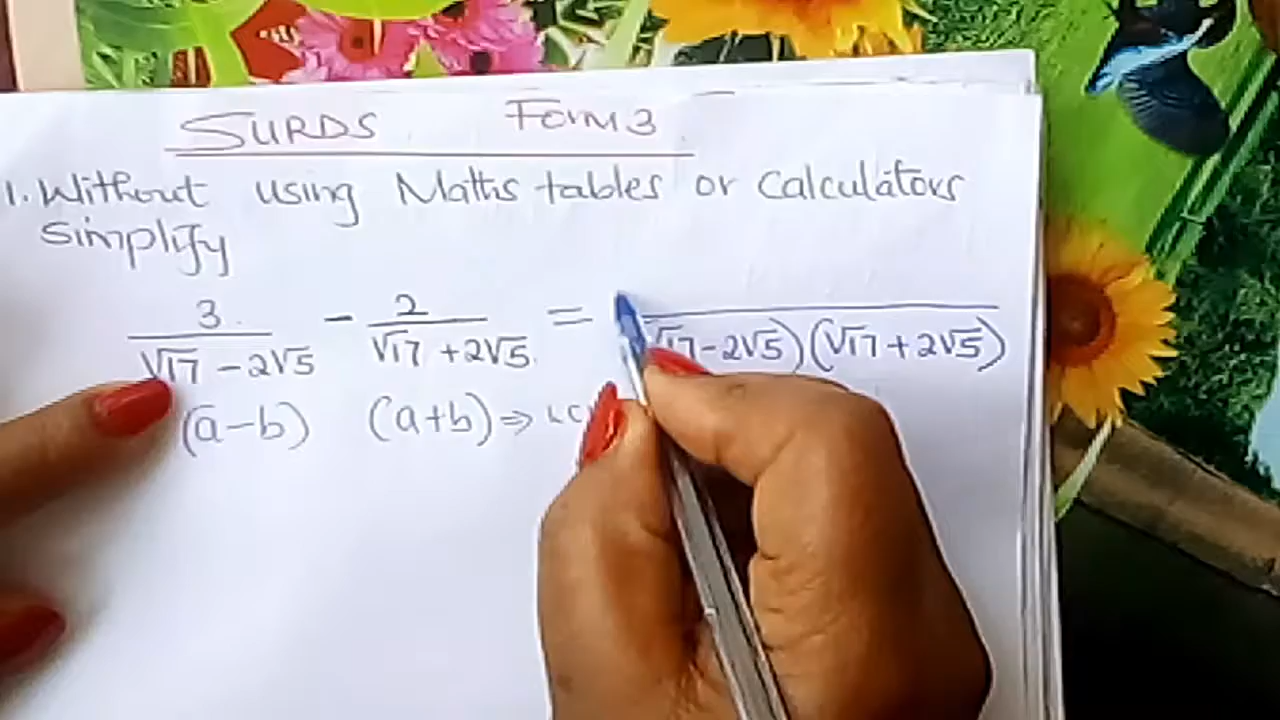 SURDS Form 3
1. Without using Maths tables or Calculators
simplify
3/(√17 - 2√5) - 2/(√17 + 2√5) = /(√17 - 2√5)(√17 + 2√5)
(a-b) (a+b) ⇒